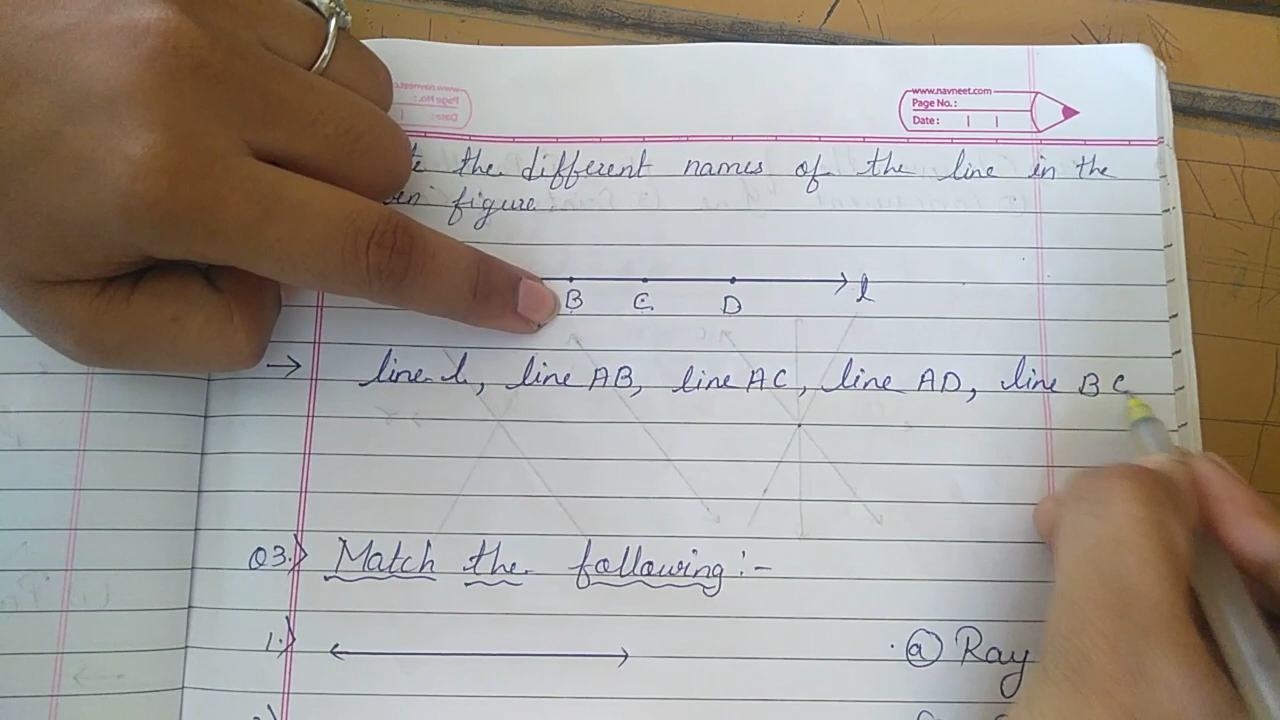 www.navneet.com
Page No.:
Date:
the different names of the line in the
figure.
B C D l
→ line l, line AB, line AC, line AD, line BC
Q3.) Match the following :-
1.)
ⓐ Ray